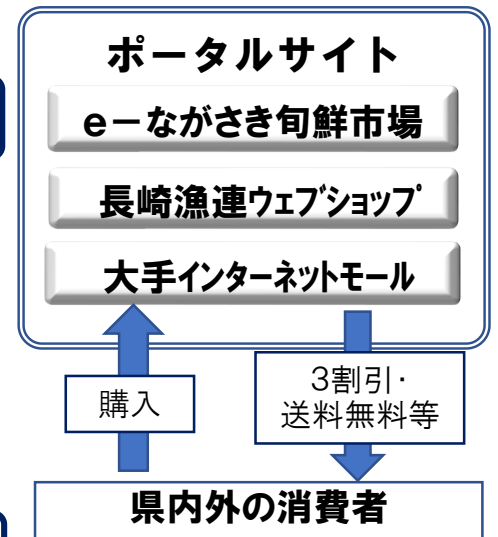 ポータルサイト
e－ながさき旬鮮市場
長崎漁連ウェブショップ
大手インターネットモール
購入
3割引・
送料無料等
県内外の消費者